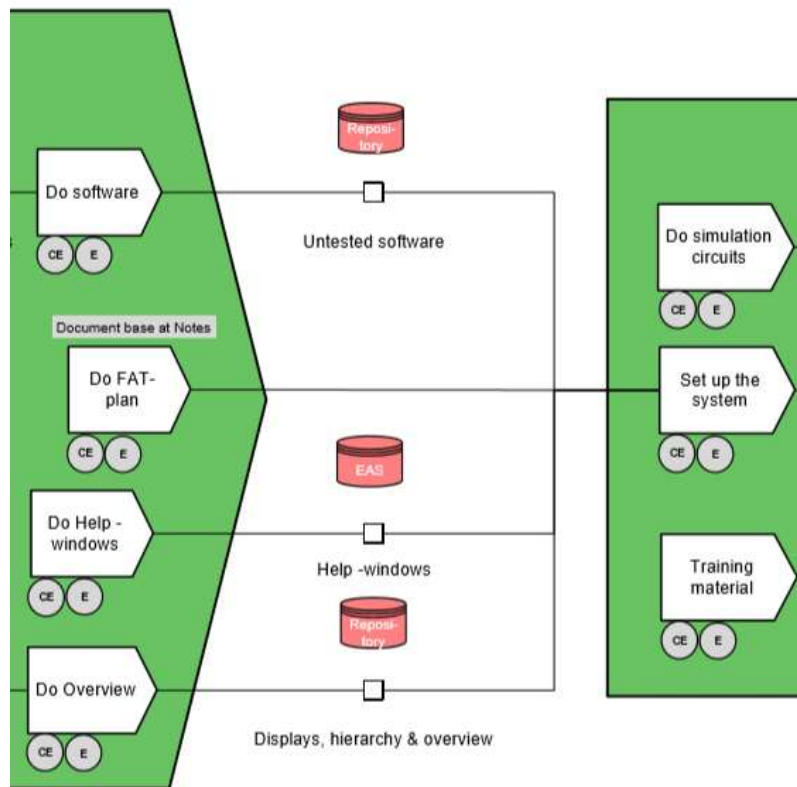 Reposi-
tory
Do software
Untested software
CE
E
Do simulation
circuits
CE
E
Document base at Notes
Do FAT-
plan
CE
E
Set up the
system
CE
E
EAS
Do Help -
windows
Help -windows
CE
E
Training
material
CE
E
Reposi-
tory
Do Overview
Displays, hierarchy & overview
CE
E